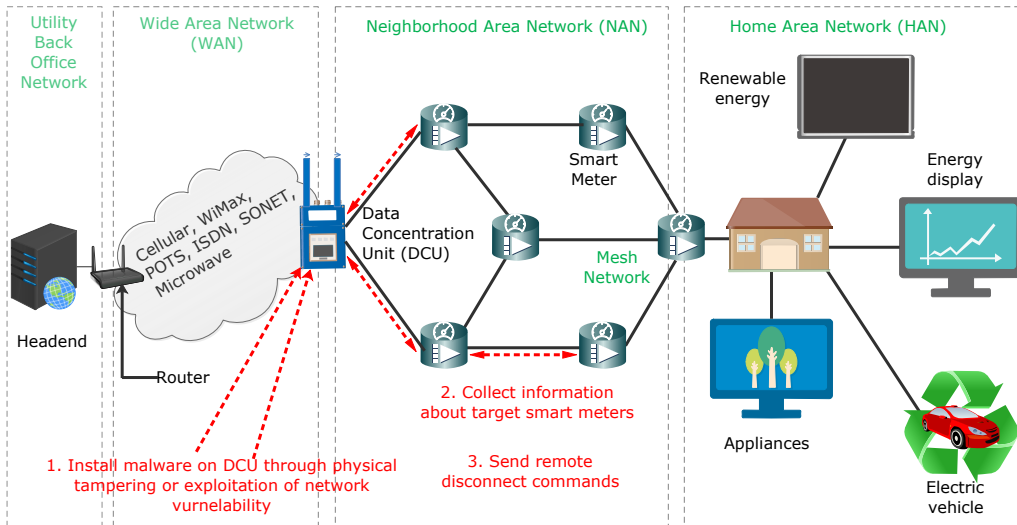 Utility
Back
Office
Network
Wide Area Network
(WAN)
Neighborhood Area Network (NAN)
Home Area Network (HAN)
Renewable
energy
Energy
display
Smart
Meter
Cellular, WiMax,
POTS, ISDN, SONET,
Microwave
Data
Concentration
Unit (DCU)
Mesh
Network
Headend
Router
2. Collect information
about target smart meters
Appliances
1. Install malware on DCU through physical
tampering or exploitation of network
vurnelability
3. Send remote
disconnect commands
Electric
vehicle